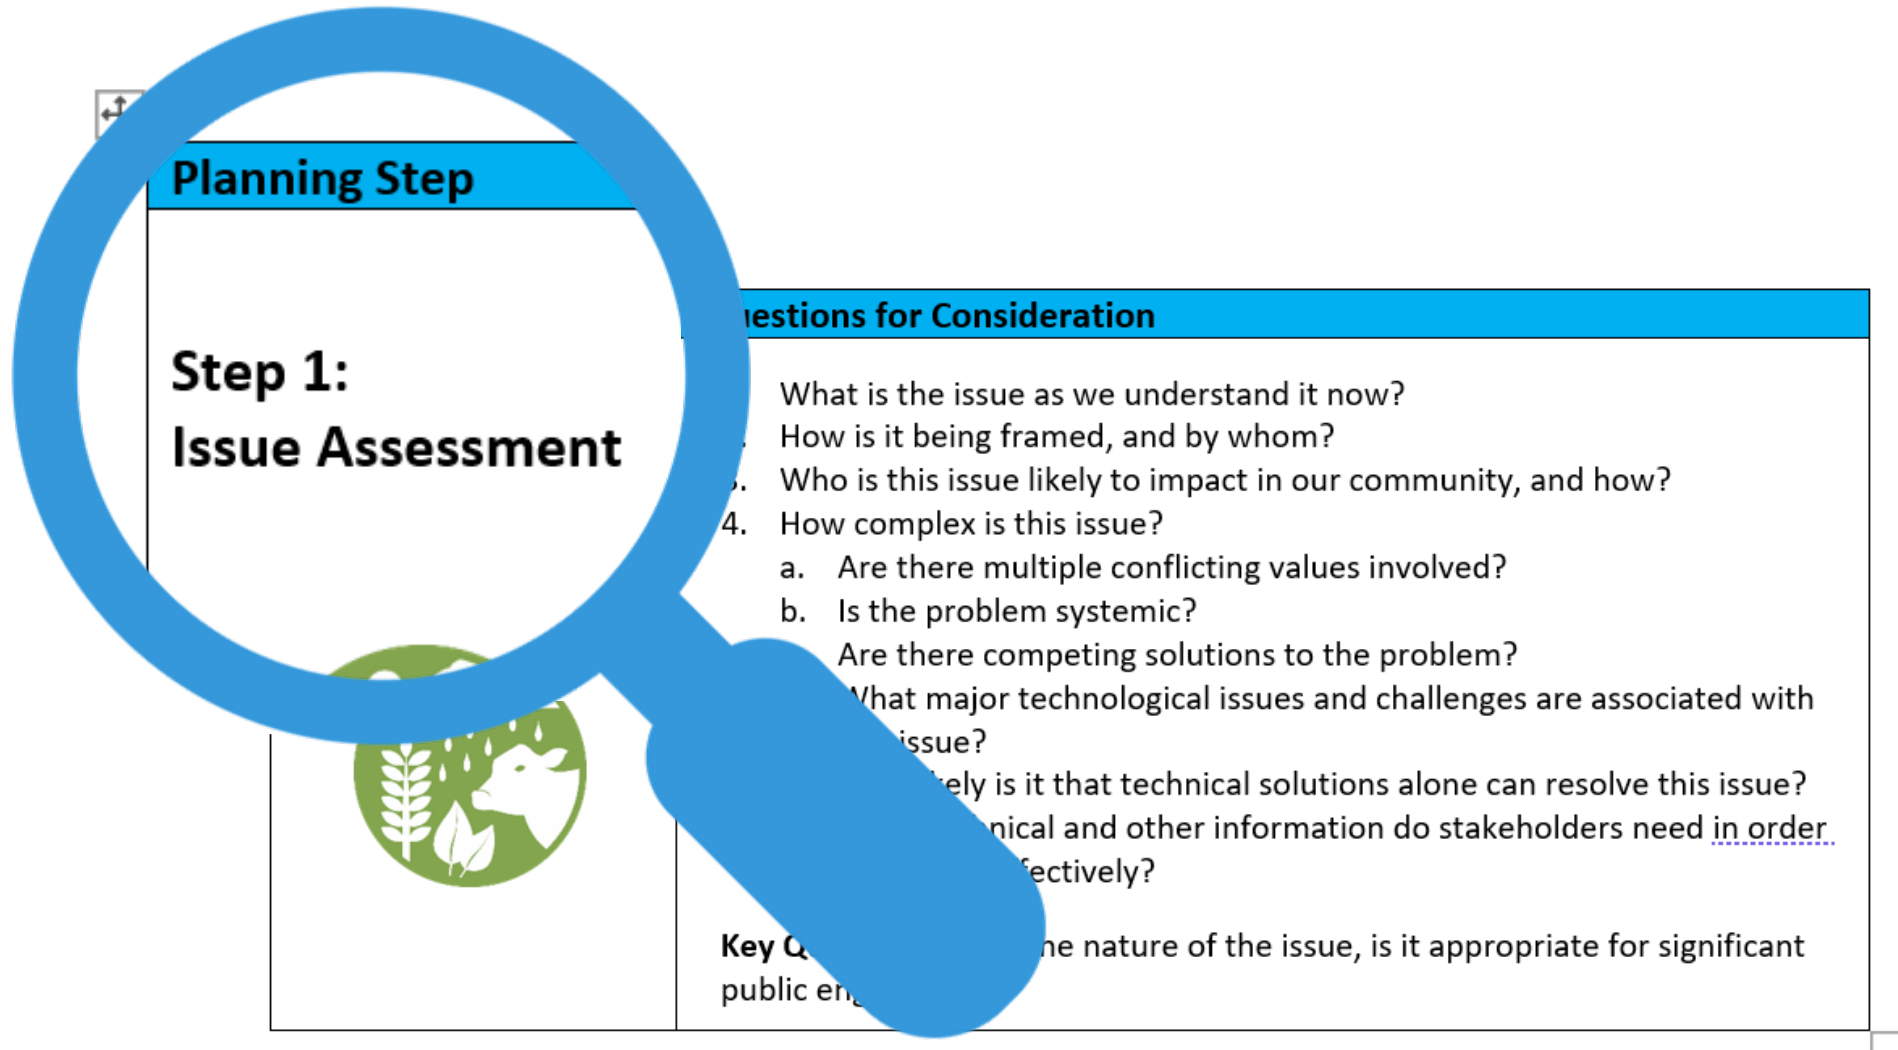 Planning Step
Step 1:
Issue Assessment
for Consideration
What is the issue as we understand it now?
How is it being framed, and by whom?
Who is this issue likely to impact in our community, and how?
4. How complex is this issue?
a. Are there multiple conflicting values involved?
b. Is the problem systemic?
Are there competing solutions to the problem?
What major technological issues and challenges are associated with
issue?
is it that technical solutions alone can resolve this issue?
and other information do stakeholders need in order
Key nature of the issue, is it appropriate for significant
public